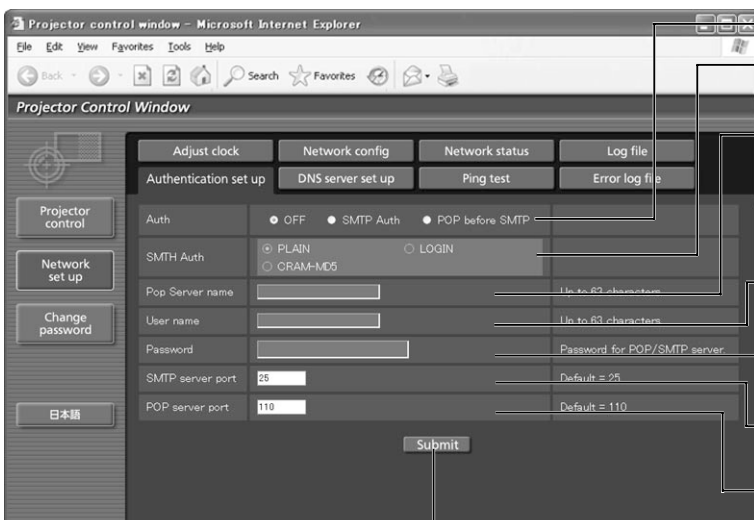 Projector control window - Microsoft Internet Explorer
File Edit View Favorites Tools Help
Back Search Favorites
Projector Control Window
Adjust clock Network config Network status Log file
Authentication set up DNS server set up Ping test Error log file
Projector control
Network set up
Change password
日本語
Auth OFF SMTP Auth POP before SMTP
SMTH Auth PLAIN LOGIN
CRAM-MD5
Pop Server name Up to 63 characters
User name Up to 63 characters
Password Password for POP/SMTP server.
SMTP server port 25 Default = 25
POP server port 110 Default = 110
Submit